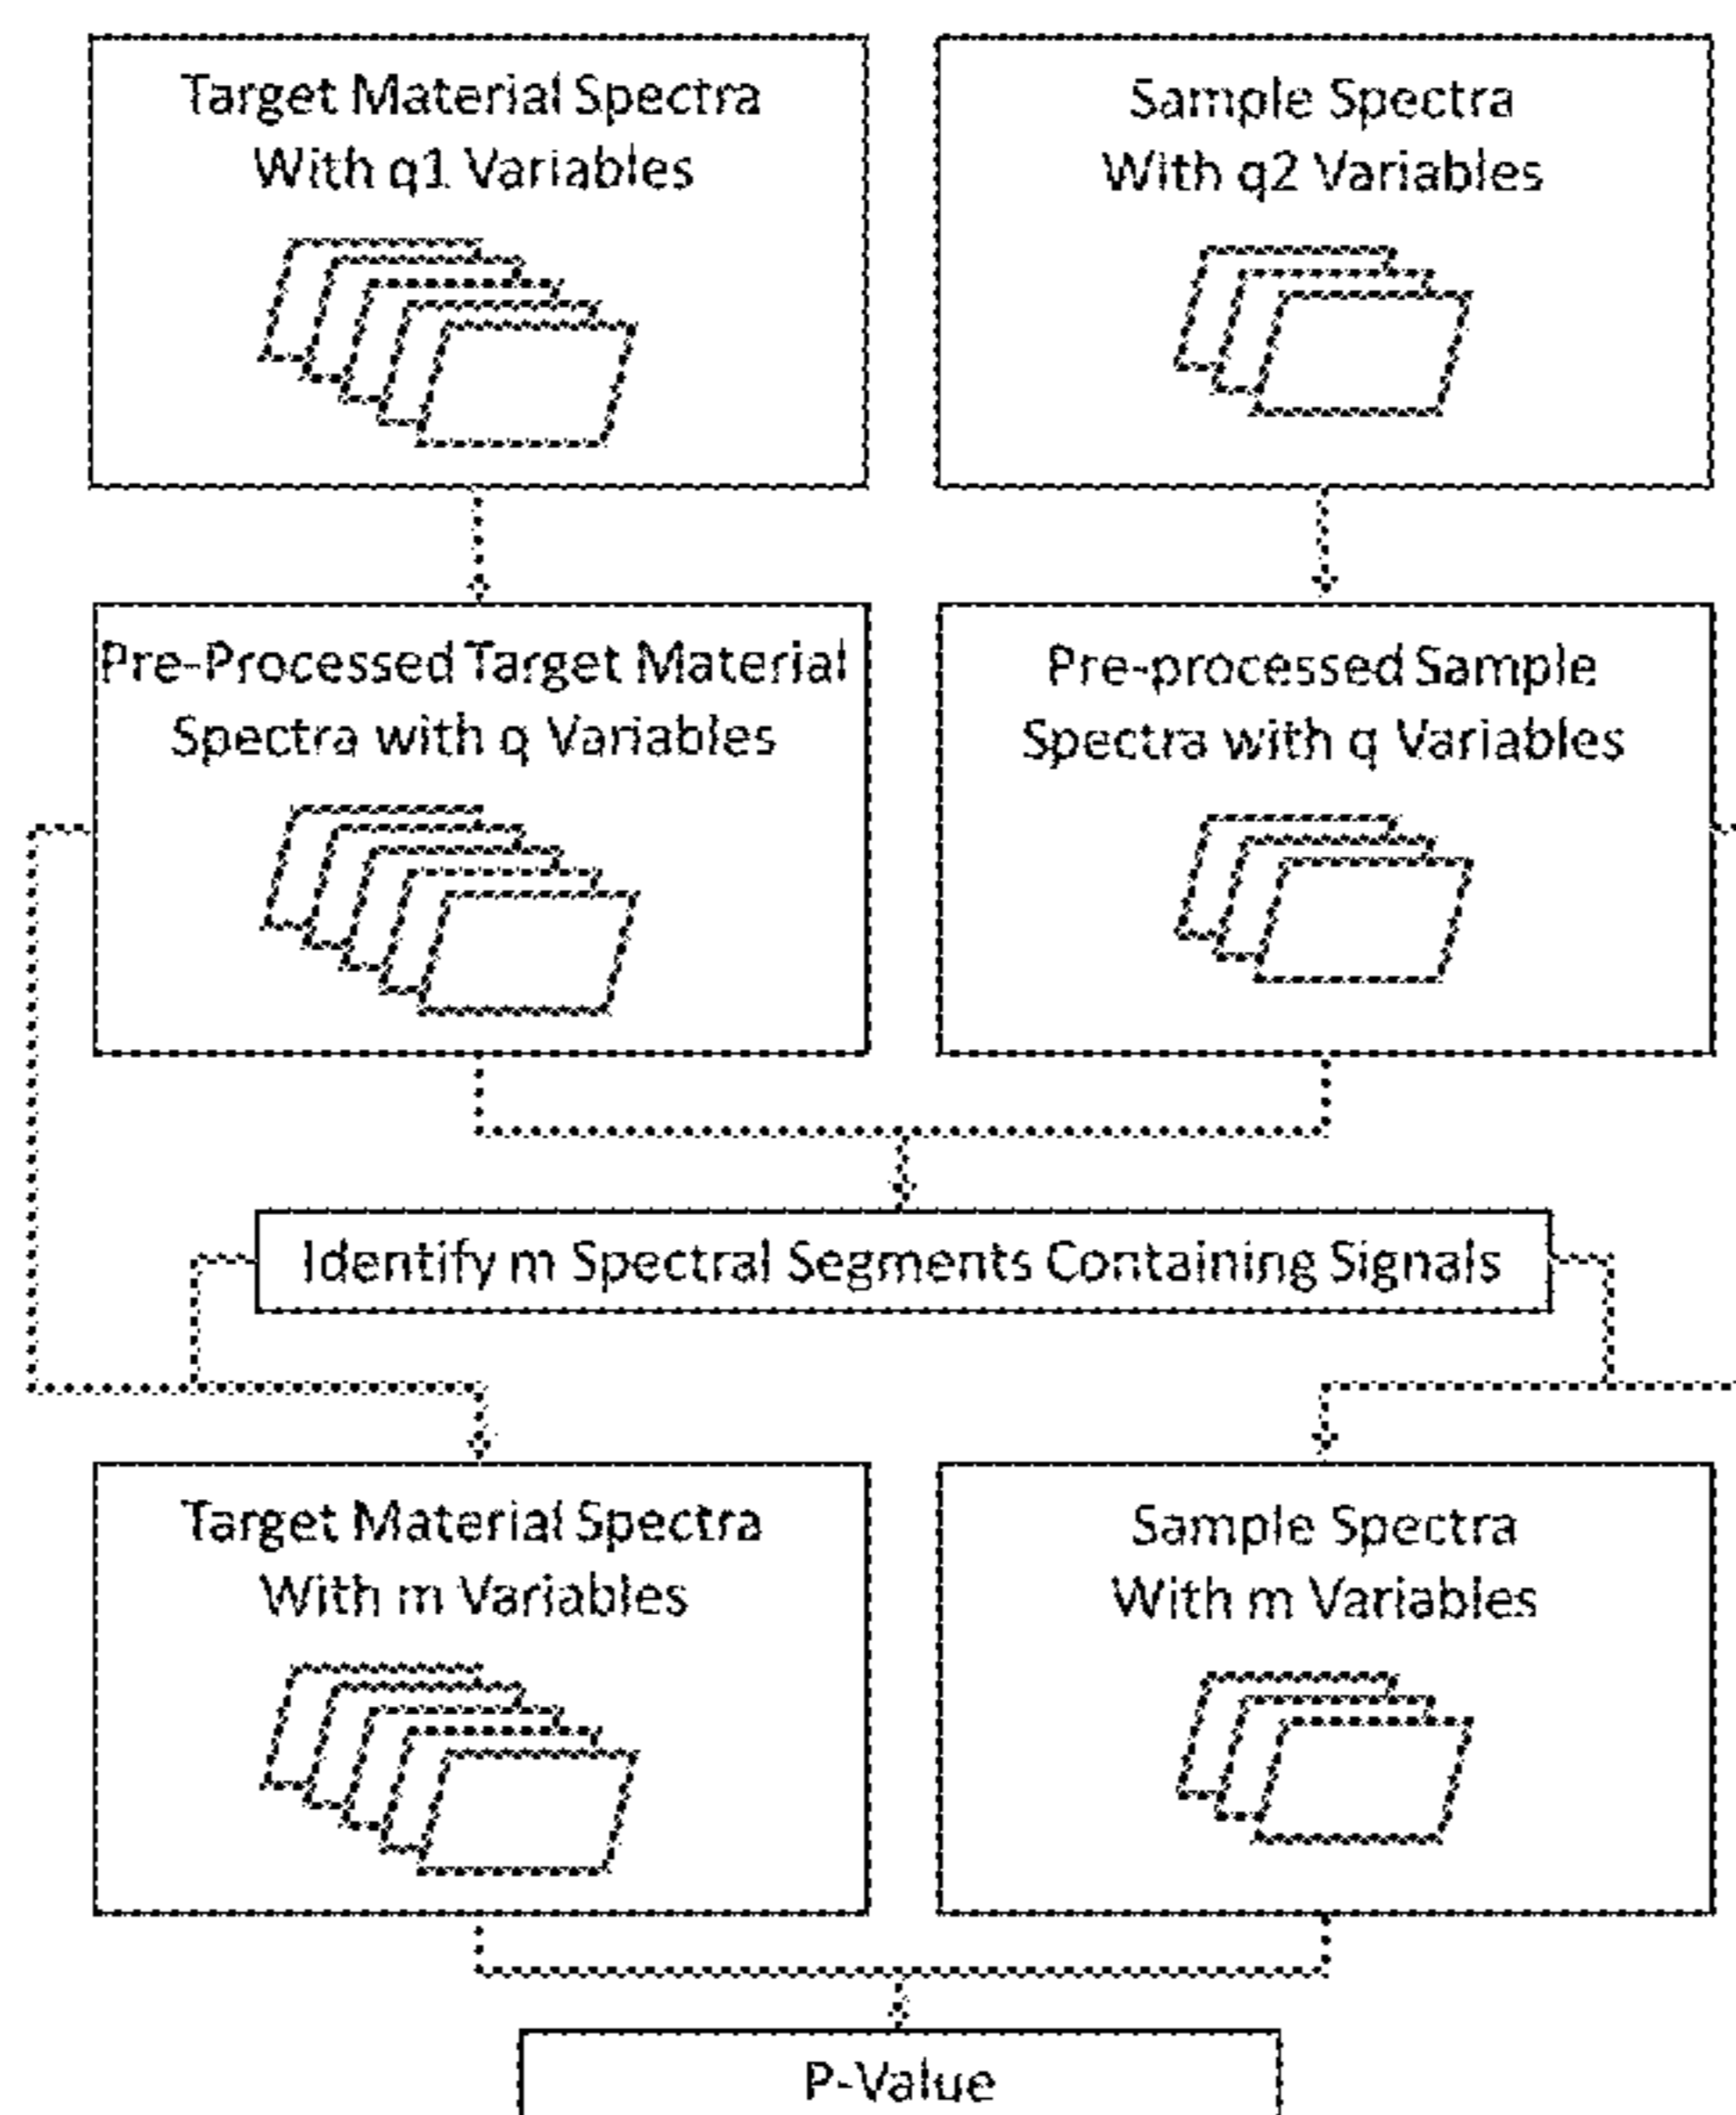 Target Material Spectra
With q1 Variables
Sample Spectra
With q2 Variables
Pre-Processed Target Material
Spectra with q Variables
Pre-processed Sample
Spectra with q Variables
Identify m Spectral Segments Containing Signals
Target Material Spectra
With m Variables
Sample Spectra
With m Variables
P-Value